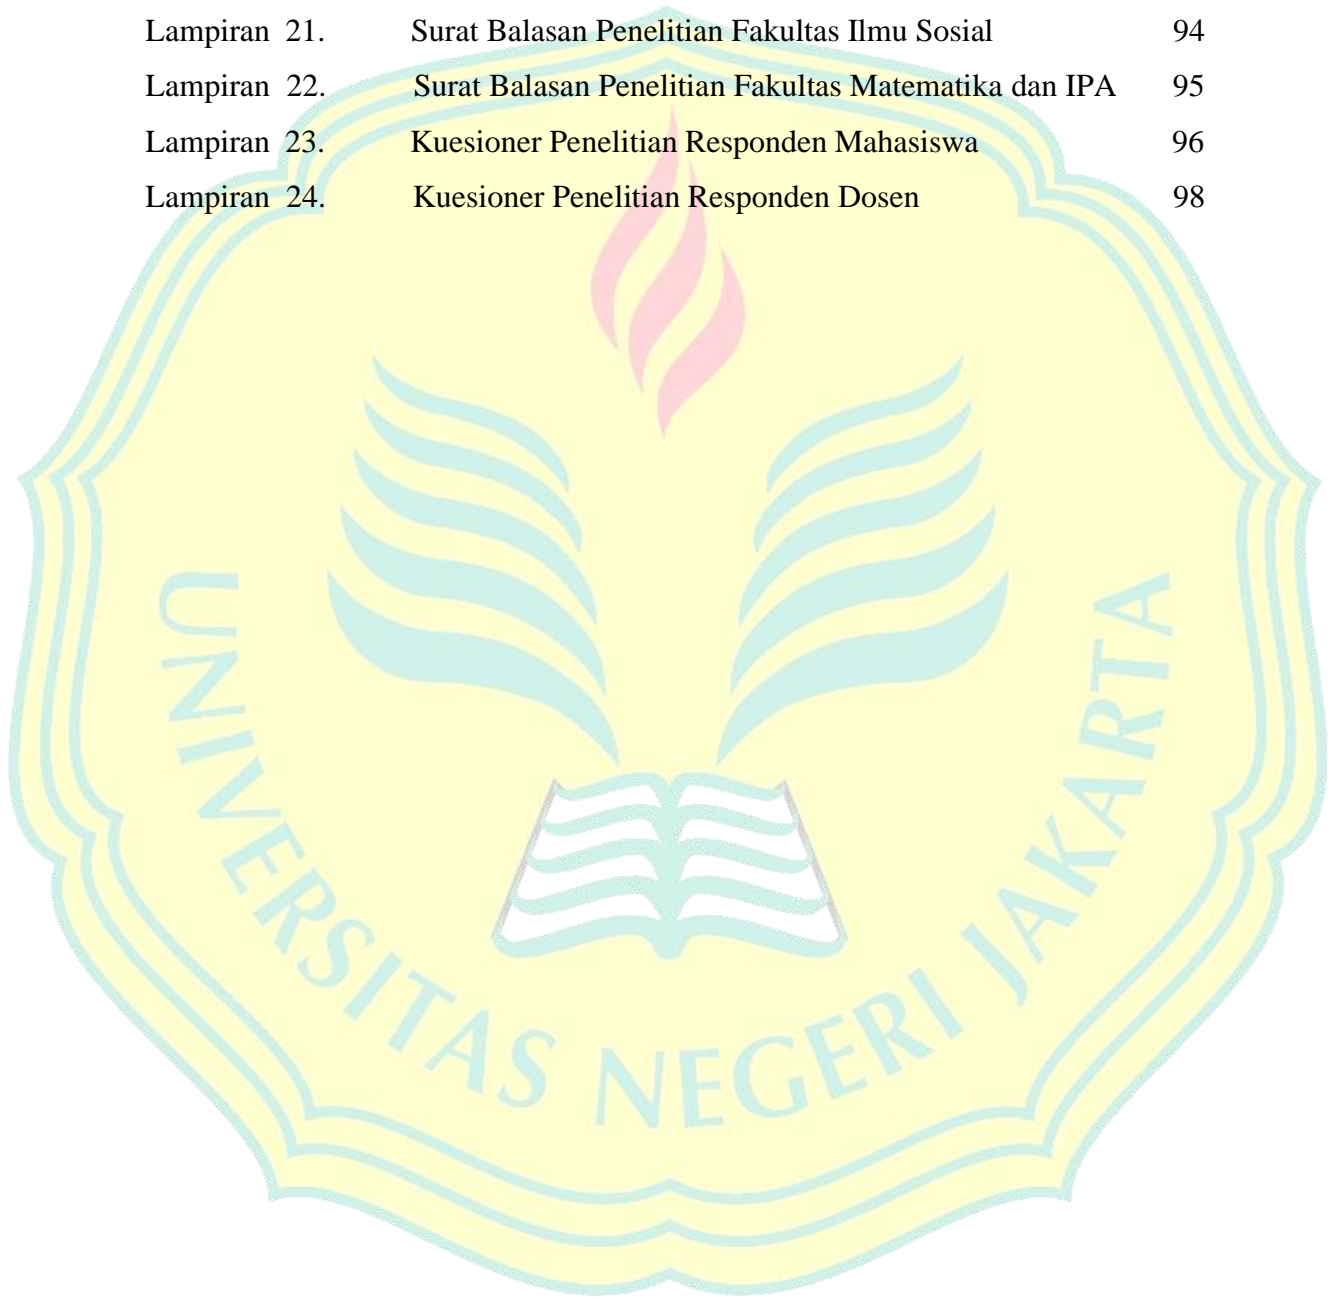 Lampiran 21. Surat Balasan Penelitian Fakultas Ilmu Sosial 94
Lampiran 22. Surat Balasan Penelitian Fakultas Matematika dan IPA 95
Lampiran 23. Kuesioner Penelitian Responden Mahasiswa 96
Lampiran 24. Kuesioner Penelitian Responden Dosen 98
UNIVERSITAS NEGERI JAKARTA